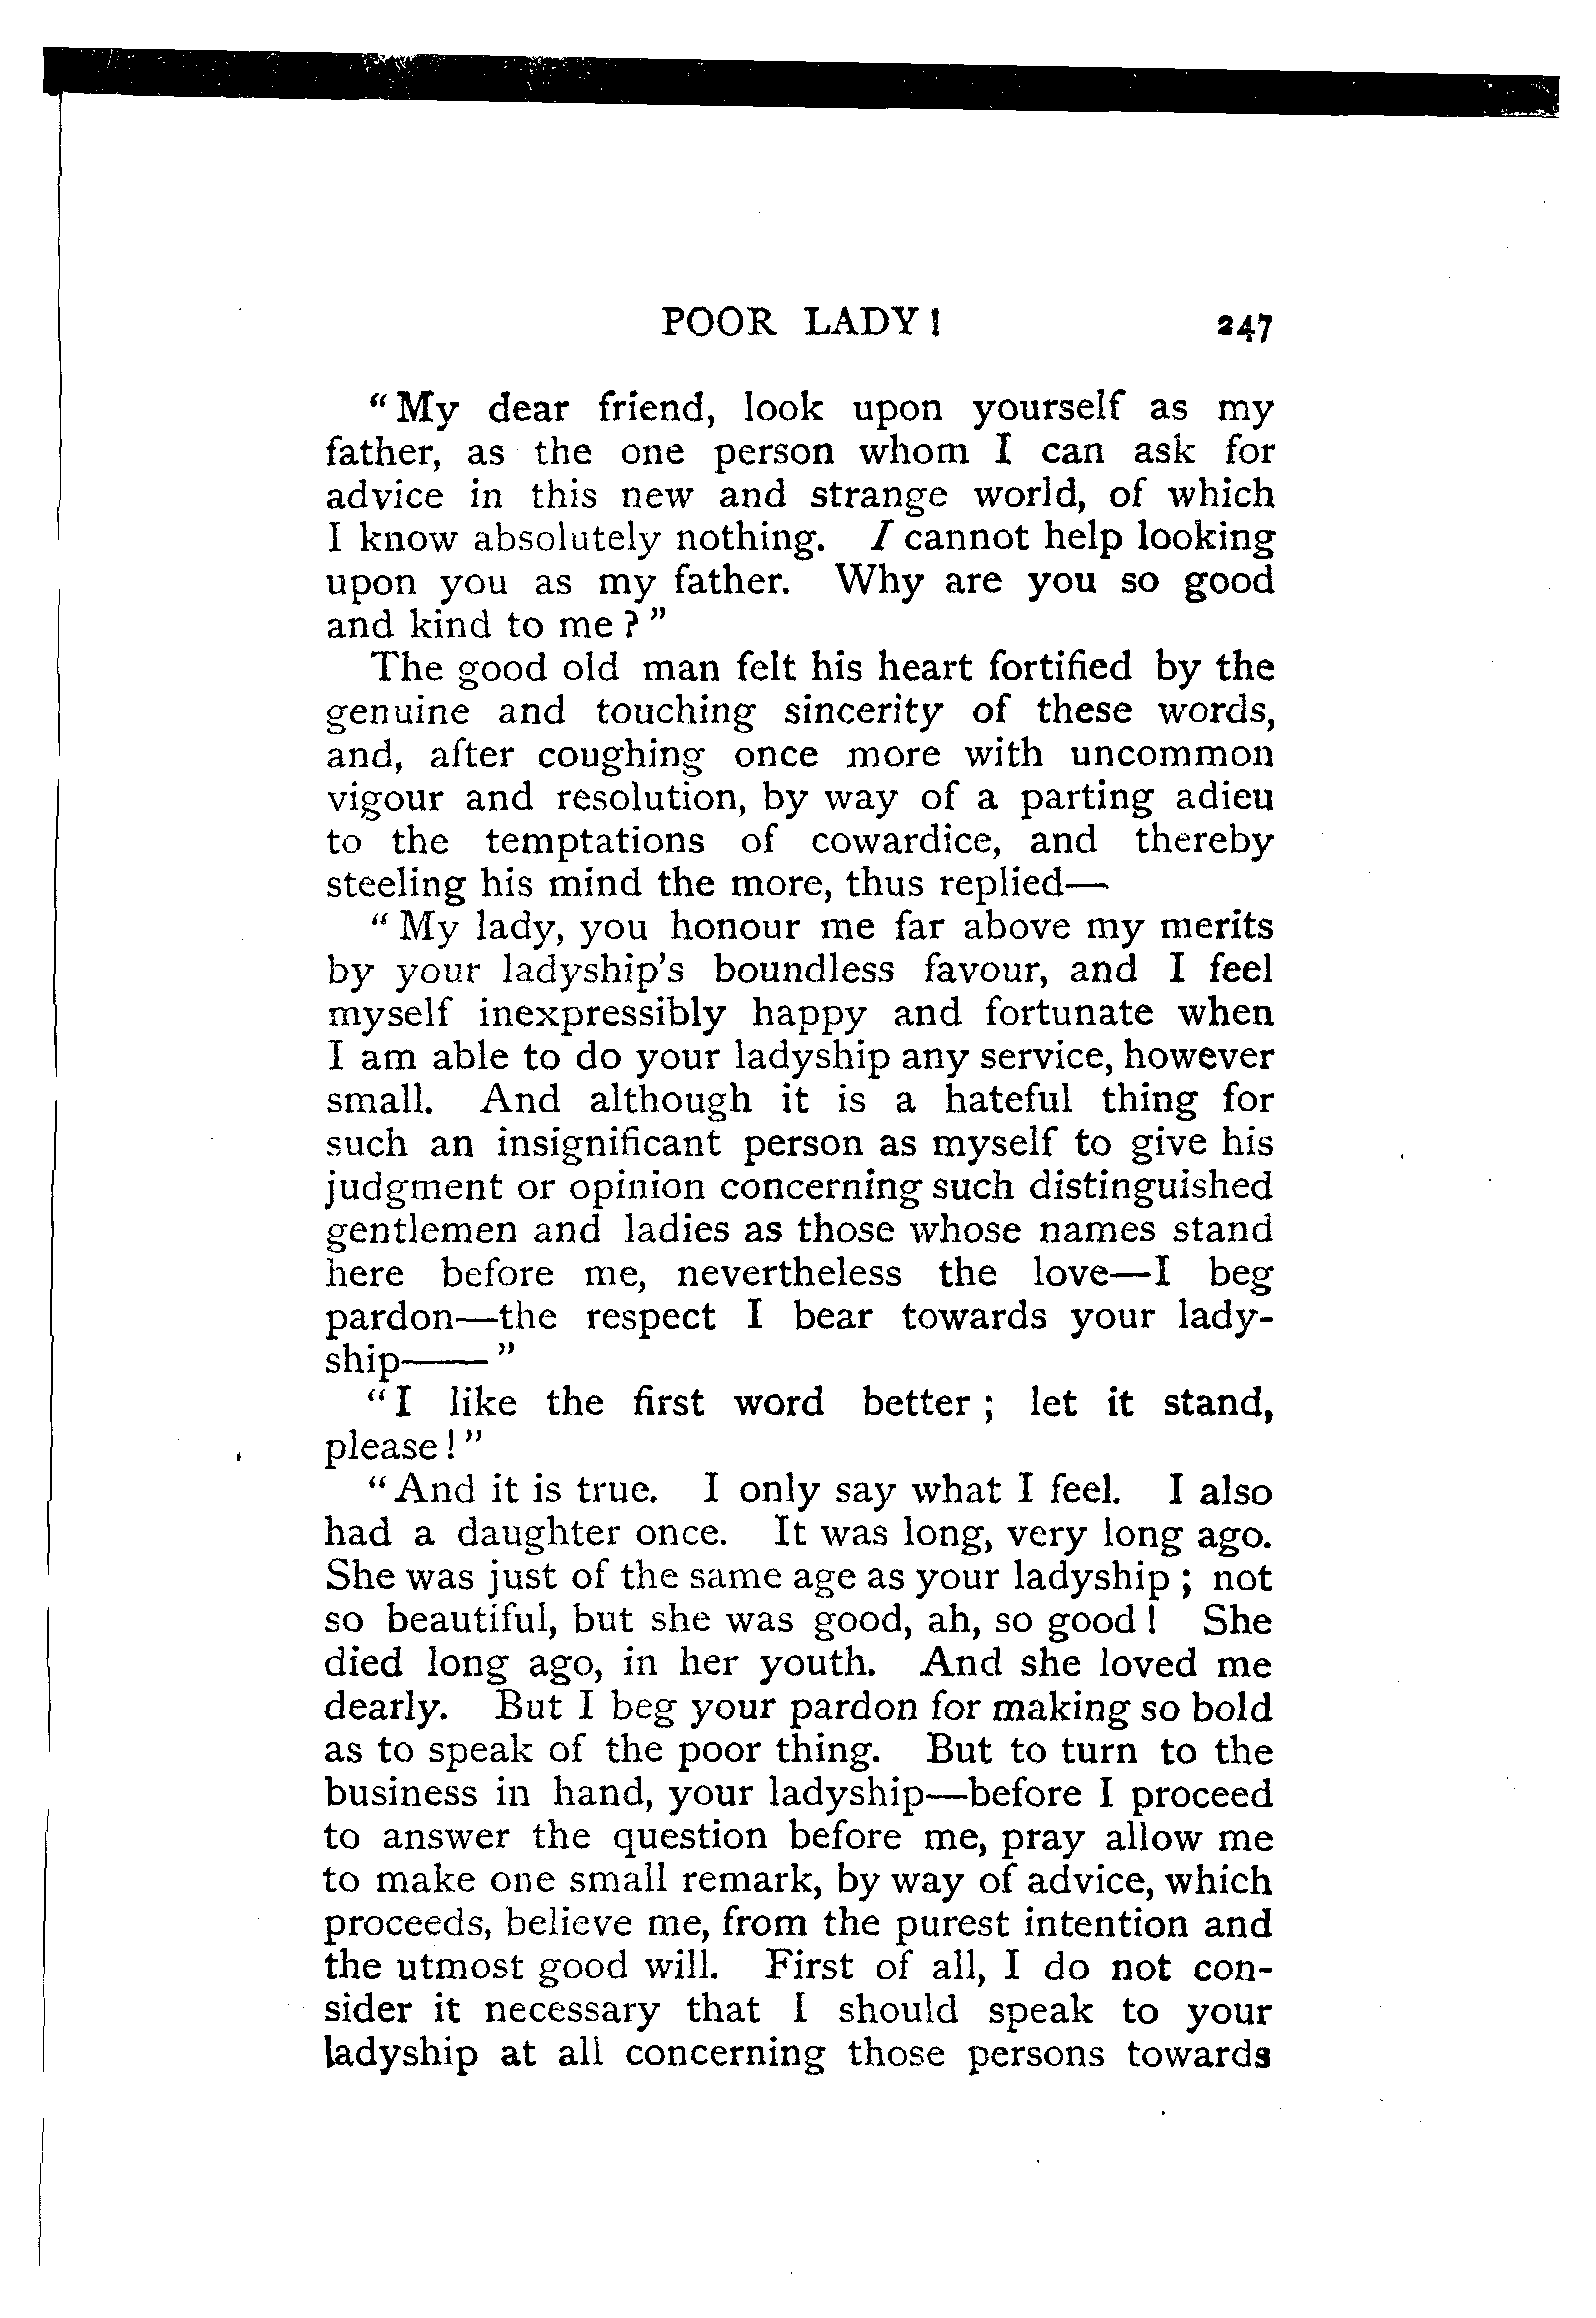 POOR LADY! 247
"My dear friend, look upon yourself as my
father, as the one person whom I can ask for
advice in this new and strange world, of which
I know absolutely nothing. I cannot help looking
upon you as my father. Why are you so good
and kind to me?"
The good old man felt his heart fortified by the
genuine and touching sincerity of these words,
and, after coughing once more with uncommon
vigour and resolution, by way of a parting adieu
to the temptations of cowardice, and thereby
steeling his mind the more, thus replied—
"My lady, you honour me far above my merits
by your ladyship's boundless favour, and I feel
myself inexpressibly happy and fortunate when
I am able to do your ladyship any service, however
small. And although it is a hateful thing for
such an insignificant person as myself to give his
judgment or opinion concerning such distinguished
gentlemen and ladies as those whose names stand
here before me, nevertheless the love—I beg
pardon—the respect I bear towards your lady-
ship——"
"I like the first word better; let it stand,
please!"
"And it is true. I only say what I feel. I also
had a daughter once. It was long, very long ago.
She was just of the same age as your ladyship; not
so beautiful, but she was good, ah, so good! She
died long ago, in her youth. And she loved me
dearly. But I beg your pardon for making so bold
as to speak of the poor thing. But to turn to the
business in hand, your ladyship—before I proceed
to answer the question before me, pray allow me
to make one small remark, by way of advice, which
proceeds, believe me, from the purest intention and
the utmost good will. First of all, I do not con-
sider it necessary that I should speak to your
ladyship at all concerning those persons towards